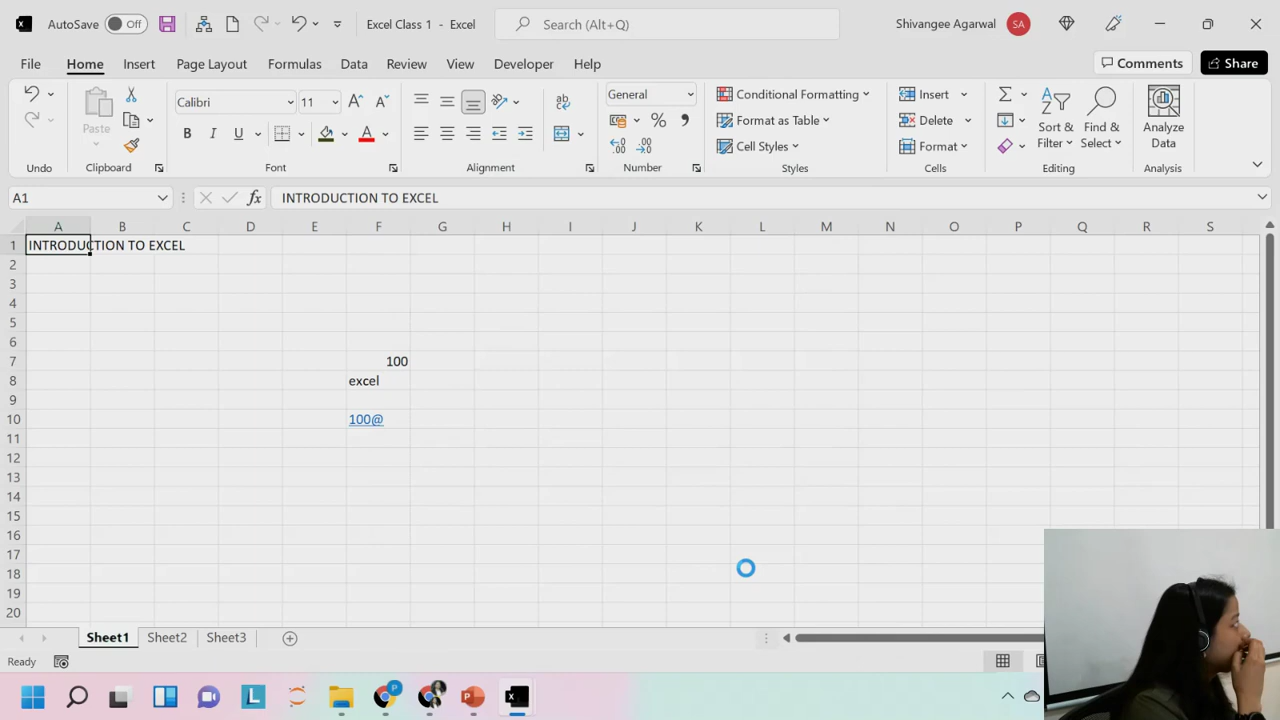 AutoSave Off Excel Class 1 - Excel Search (Alt+Q) Shivangee Agarwal SA
File Home Insert Page Layout Formulas Data Review View Developer Help Comments Share
Calibri 11 General Conditional Formatting Insert
Paste Format as Table Delete Sort & Filter Find & Select Analyze Data
B I U A % Cell Styles Format
Undo Clipboard Font Alignment Number Styles Cells Editing Analysis
A1 fx INTRODUCTION TO EXCEL
A B C D E F G H I J K L M N O P Q R S
1 INTRODUCTION TO EXCEL
2
3
4
5
6
7 100
8 excel
9
10 100@
11
12
13
14
15
16
17
18
19
20
Sheet1 Sheet2 Sheet3
Ready